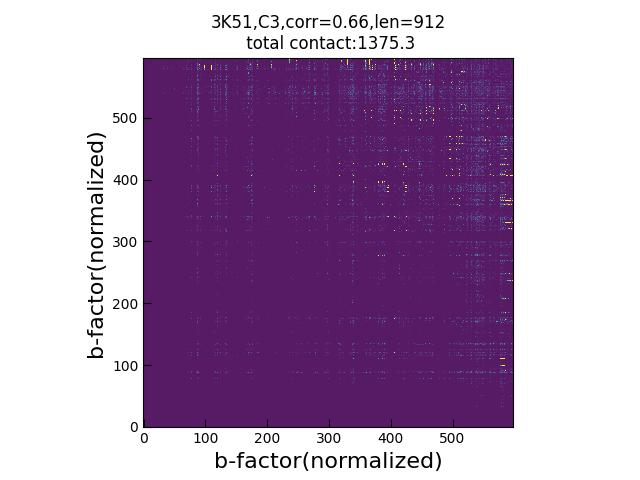 3K51,C3,corr=0.66,len=912
total contact:1375.3
b-factor(normalized)
500
400
300
200
100
0
0 100 200 300 400 500
b-factor(normalized)